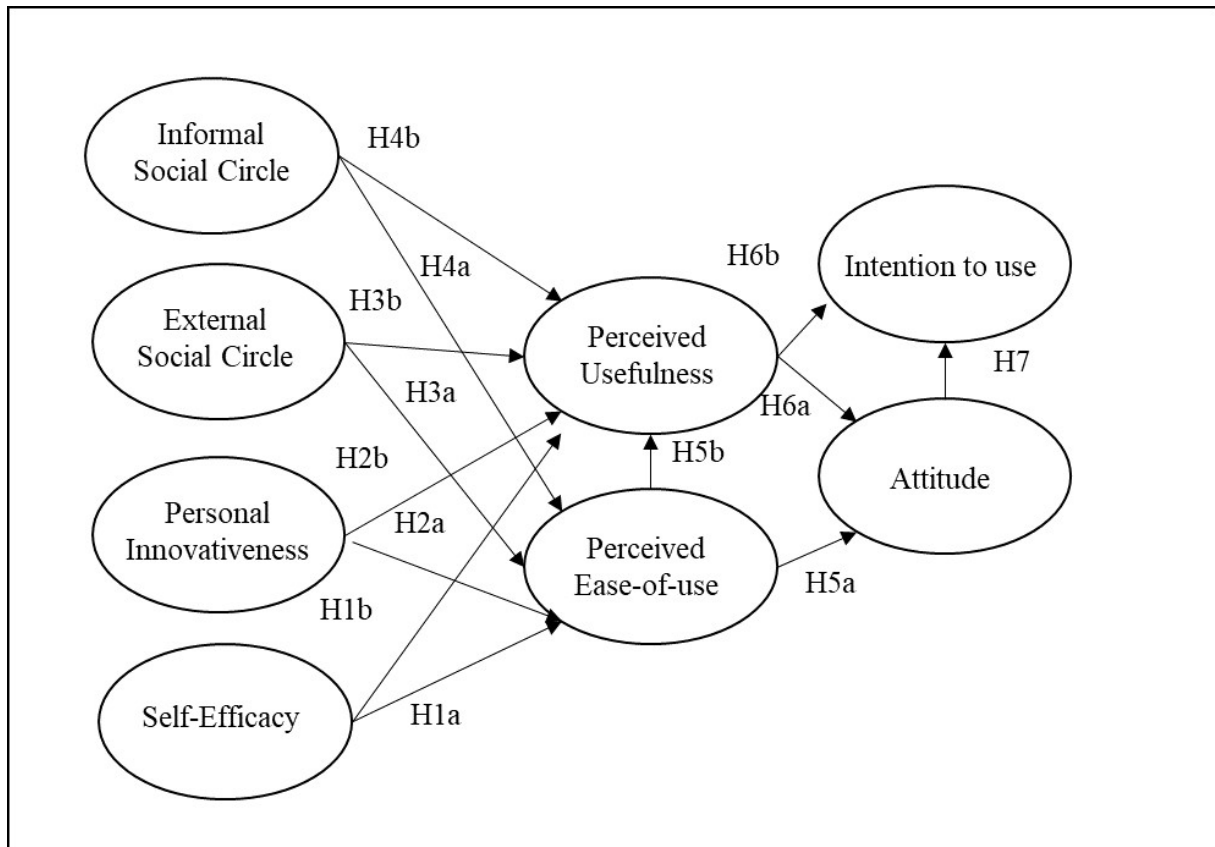 Informal
Social Circle
H4b
H4a
External
Social Circle
H3b
H3a
Personal
Innovativeness
H2b
H2a
Self-Efficacy
H1b
H1a
Perceived
Usefulness
H5b
Perceived
Ease-of-use
H6b
H6a
H5a
Intention to use
H7
Attitude